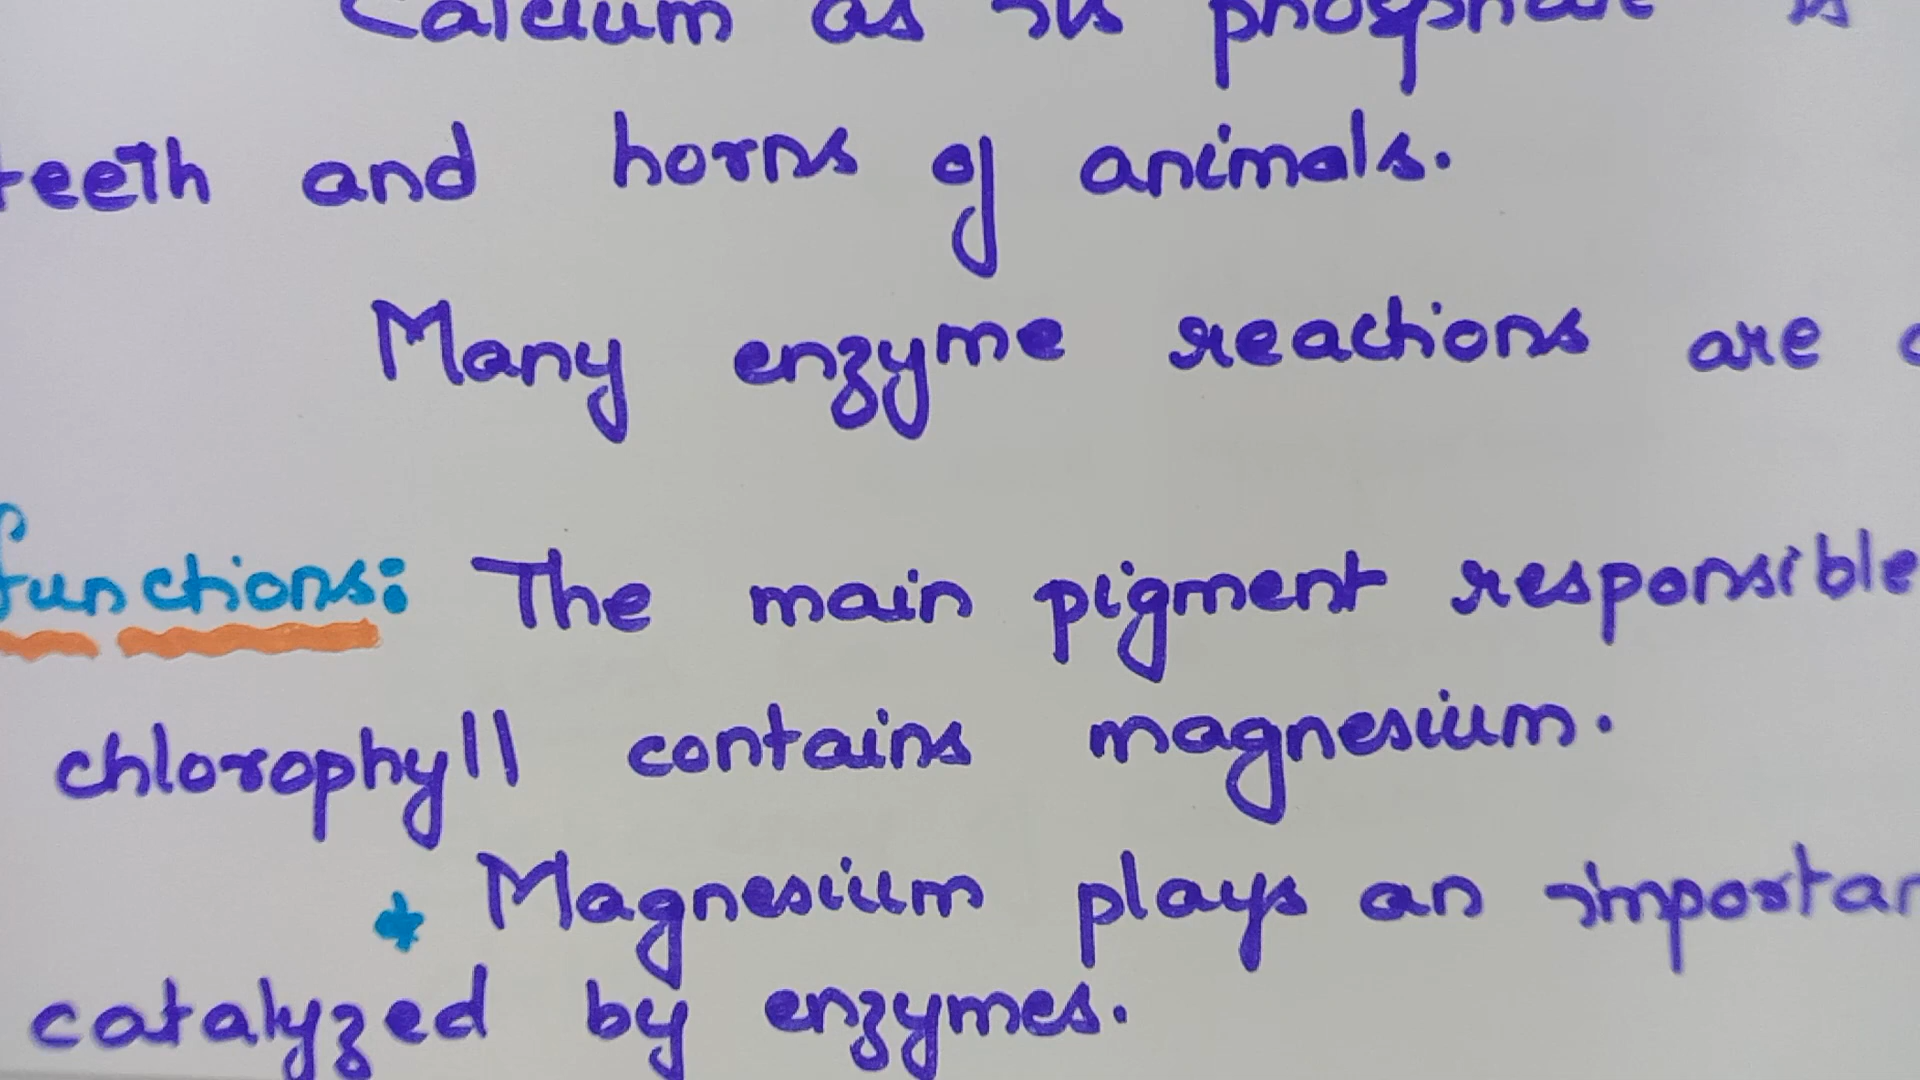 Calcium as its phosphate is
teeth and horns of animals.
Many enzyme reactions are
functions: The main pigment responsible
chlorophyll contains magnesium.
Magnesium plays an
catalyzed by enzymes.